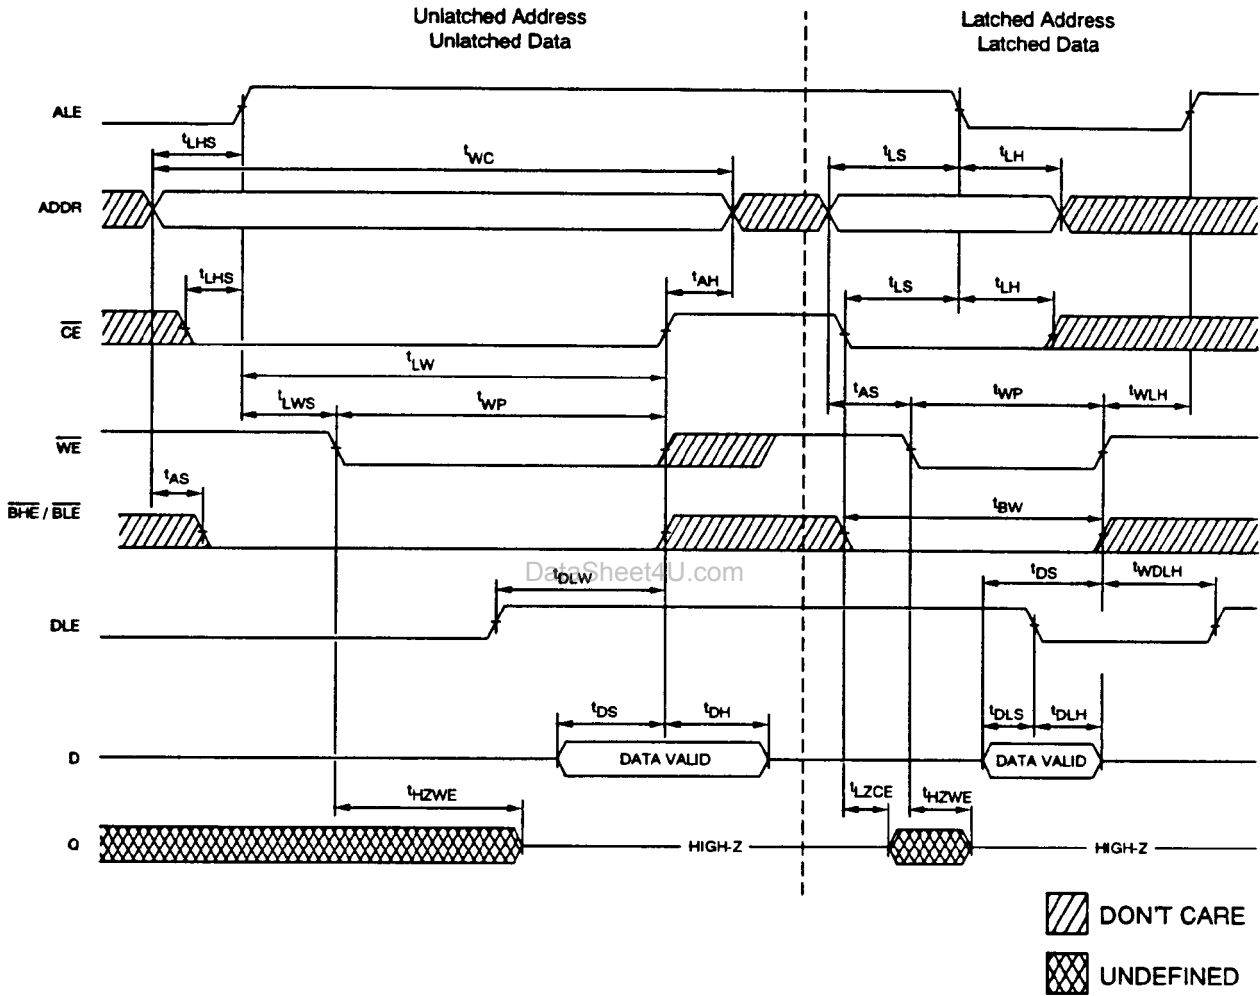 Unlatched Address
Unlatched Data
Latched Address
Latched Data
ALE
tLHS
tWC
tLS
tLH
ADDR
tLHS
tAH
tLS
tLH
CE
tLW
tLWS
tWP
tAS
tWP
tWLH
WE
tAS
BHE / BLE
tBW
DataSheet4U.com
tDLW
tDS
tWDLH
DLE
tDS
tDH
tDLS
tDLH
D
DATA VALID
DATA VALID
tHZWE
tLZCE
tHZWE
Q
HIGH-Z
HIGH-Z
DON'T CARE
UNDEFINED